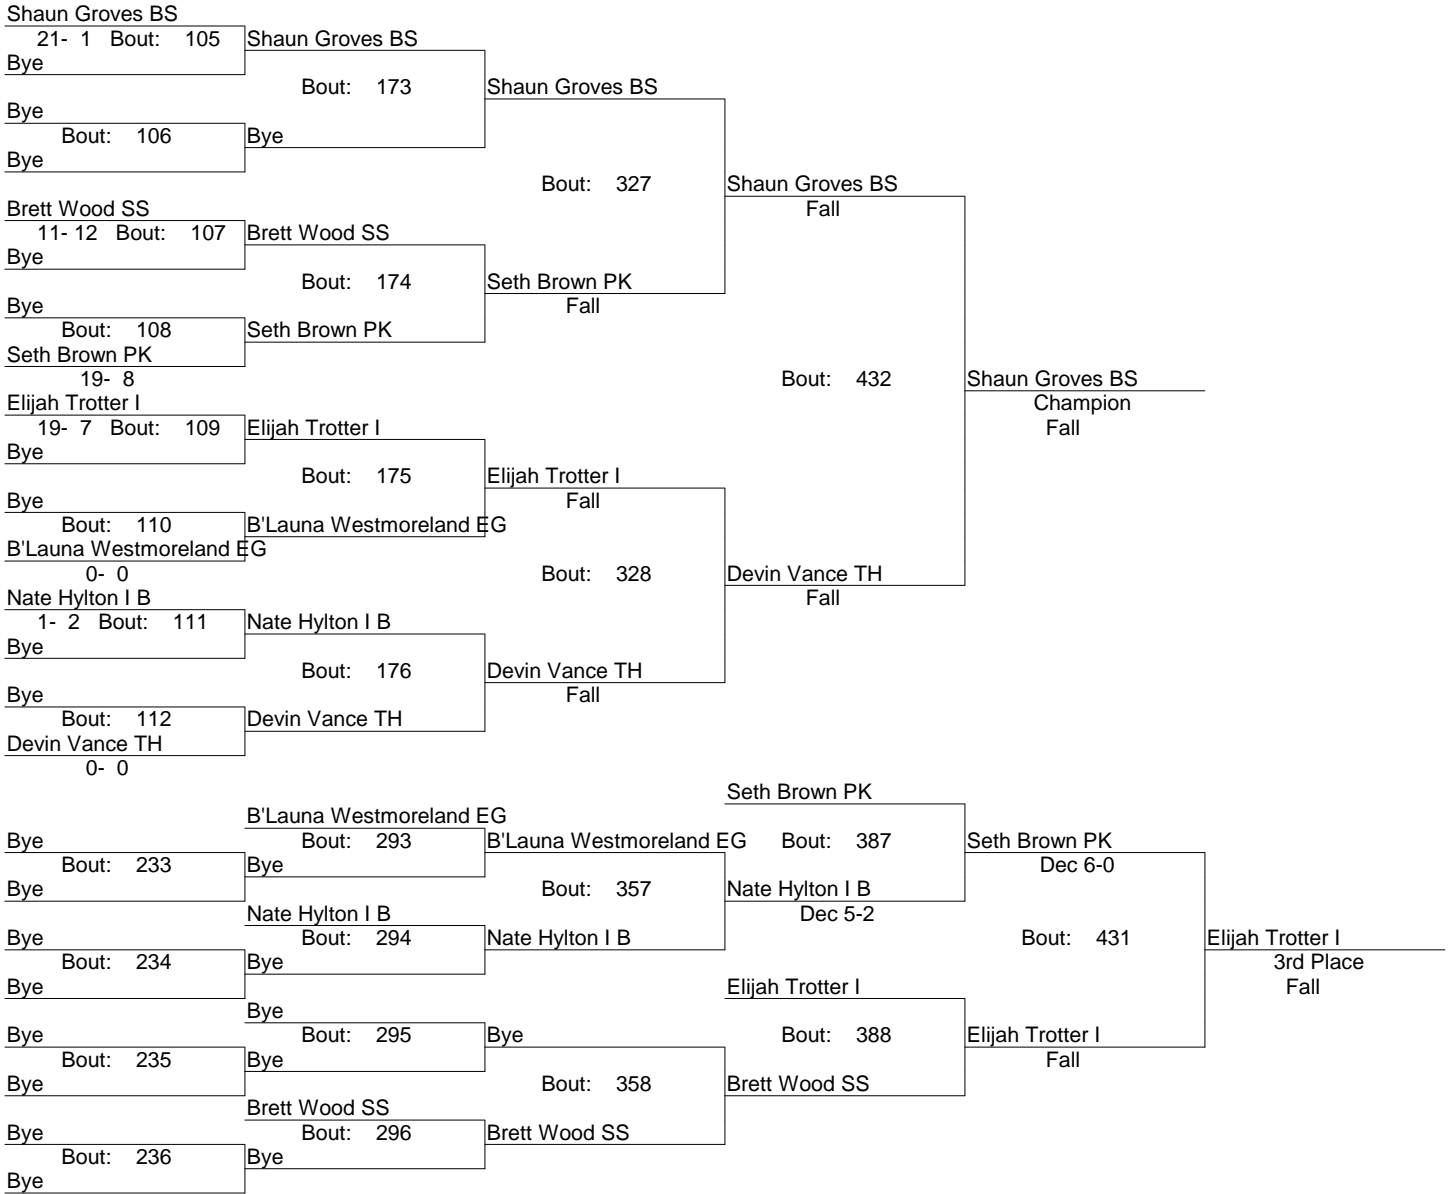 Shaun Groves BS
21- 1 Bout: 105 Shaun Groves BS
Bye
Bout: 173 Shaun Groves BS
Bye
Bout: 106 Bye
Bye
Bout: 327 Shaun Groves BS
Fall
Brett Wood SS
11- 12 Bout: 107 Brett Wood SS
Bye
Bout: 174 Seth Brown PK
Fall
Bye
Bout: 108 Seth Brown PK
Seth Brown PK
19- 8
Bout: 432 Shaun Groves BS
Champion
Fall
Elijah Trotter I
19- 7 Bout: 109 Elijah Trotter I
Bye
Bout: 175 Elijah Trotter I
Fall
Bye
Bout: 110 B'Launa Westmoreland EG
B'Launa Westmoreland EG
0- 0
Bout: 328 Devin Vance TH
Fall
Nate Hylton I B
1- 2 Bout: 111 Nate Hylton I B
Bye
Bout: 176 Devin Vance TH
Fall
Bye
Bout: 112 Devin Vance TH
Devin Vance TH
0- 0
Seth Brown PK
B'Launa Westmoreland EG
Bye
Bout: 293 B'Launa Westmoreland EG Bout: 387 Seth Brown PK
Bout: 233 Bye
Dec 6-0
Bye
Bout: 357 Nate Hylton I B
Dec 5-2
Nate Hylton I B
Bye
Bout: 294 Nate Hylton I B
Bout: 431 Elijah Trotter I
3rd Place
Fall
Bout: 234 Bye
Bye
Elijah Trotter I
Bye
Bye
Bout: 295 Bye
Bout: 388 Elijah Trotter I
Fall
Bout: 235 Bye
Bye
Bout: 358 Brett Wood SS
Brett Wood SS
Bye
Bout: 296 Brett Wood SS
Bout: 236 Bye
Bye